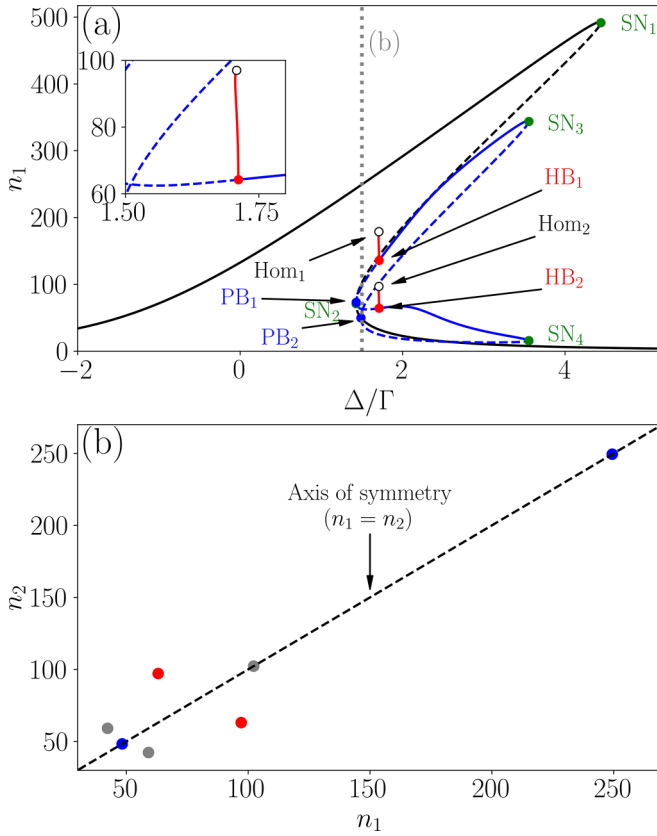 (a)
(b)
SN₁
SN₃
HB₁
Hom₂
HB₂
SN₄
Hom₁
PB₁
SN₂
PB₂
100
80
60
1.50
1.75
500
400
300
200
100
0
n₁
−2
0
2
4
Δ/Γ
(b)
Axis of symmetry
(n₁ = n₂)
250
200
150
100
50
n₂
50
100
150
200
250
n₁